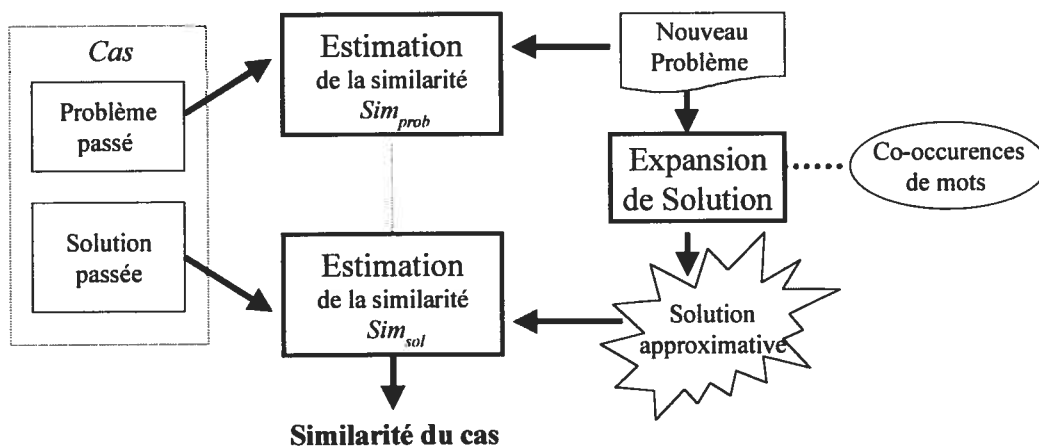 Cas
Problème
passé
Solution
passée
Estimation
de la similarité
Sim_prob
Estimation
de la similarité
Sim_sol
Similarité du cas
Nouveau
Problème
Expansion
de Solution
Co-occurences
de mots
Solution
approximative